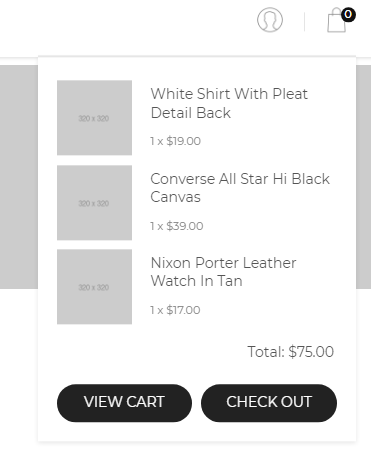 0
White Shirt With Pleat
Detail Back
320 x 320
1 x $19.00
Converse All Star Hi Black
Canvas
320 x 320
1 x $39.00
Nixon Porter Leather
Watch In Tan
320 x 320
1 x $17.00
Total: $75.00
VIEW CART
CHECK OUT